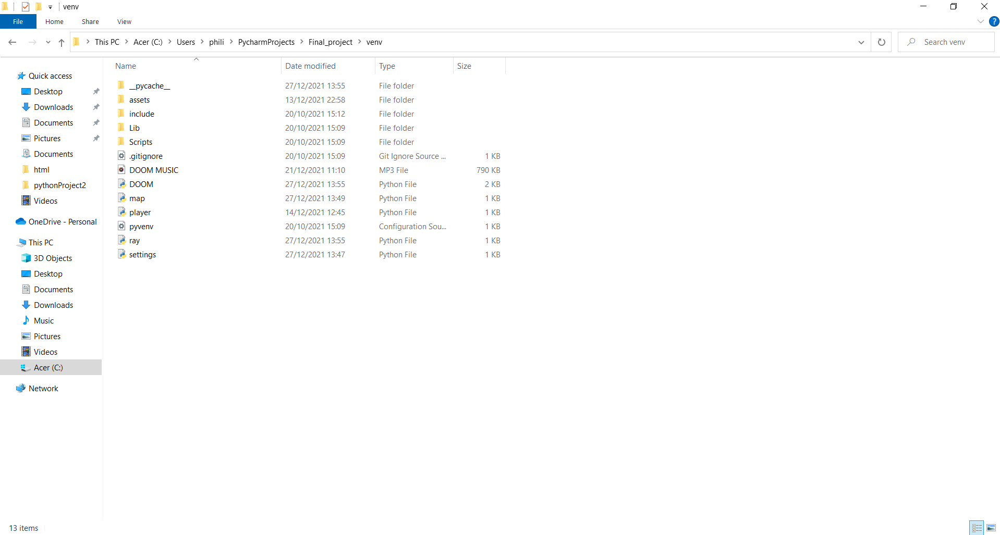 venv
File Home Share View
This PC Acer (C:) Users phili PycharmProjects Final_project venv Search venv
Name Date modified Type Size
Quick access
Desktop
Downloads
Documents
Pictures
Documents
html
pythonProject2
Videos
OneDrive - Personal
This PC
3D Objects
Desktop
Documents
Downloads
Music
Pictures
Videos
Acer (C:)
Network
__pycache__ 27/12/2021 13:55 File folder
assets 13/12/2021 22:58 File folder
include 20/10/2021 15:12 File folder
Lib 20/10/2021 15:09 File folder
Scripts 20/10/2021 15:09 File folder
.gitignore 20/10/2021 15:09 Git Ignore Source ... 1 KB
DOOM MUSIC 21/12/2021 11:10 MP3 File 790 KB
DOOM 27/12/2021 13:55 Python File 2 KB
map 27/12/2021 13:49 Python File 1 KB
player 14/12/2021 12:45 Python File 1 KB
pyvenv 20/10/2021 15:09 Configuration Sou... 1 KB
ray 27/12/2021 13:55 Python File 1 KB
settings 27/12/2021 13:47 Python File 1 KB
13 items